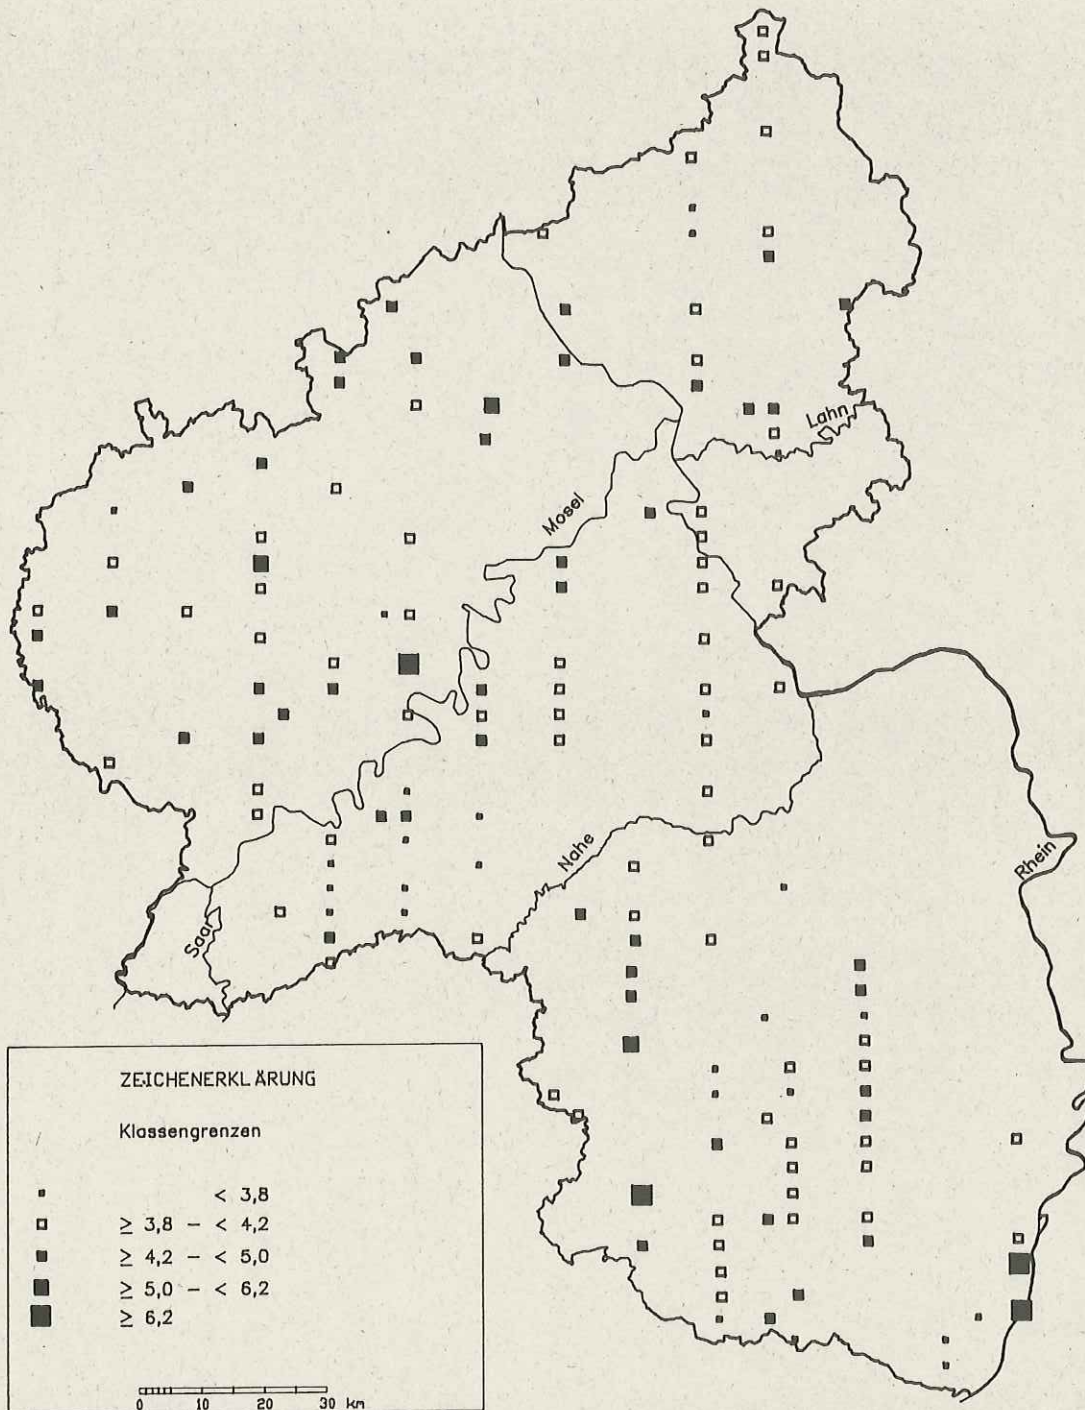 Lahn
Mosel
Nahe
Rhein
Saar
ZEICHENERKLÄRUNG
Klassengrenzen
< 3,8
≥ 3,8 - < 4,2
≥ 4,2 - < 5,0
≥ 5,0 - < 6,2
≥ 6,2
0 10 20 30 km